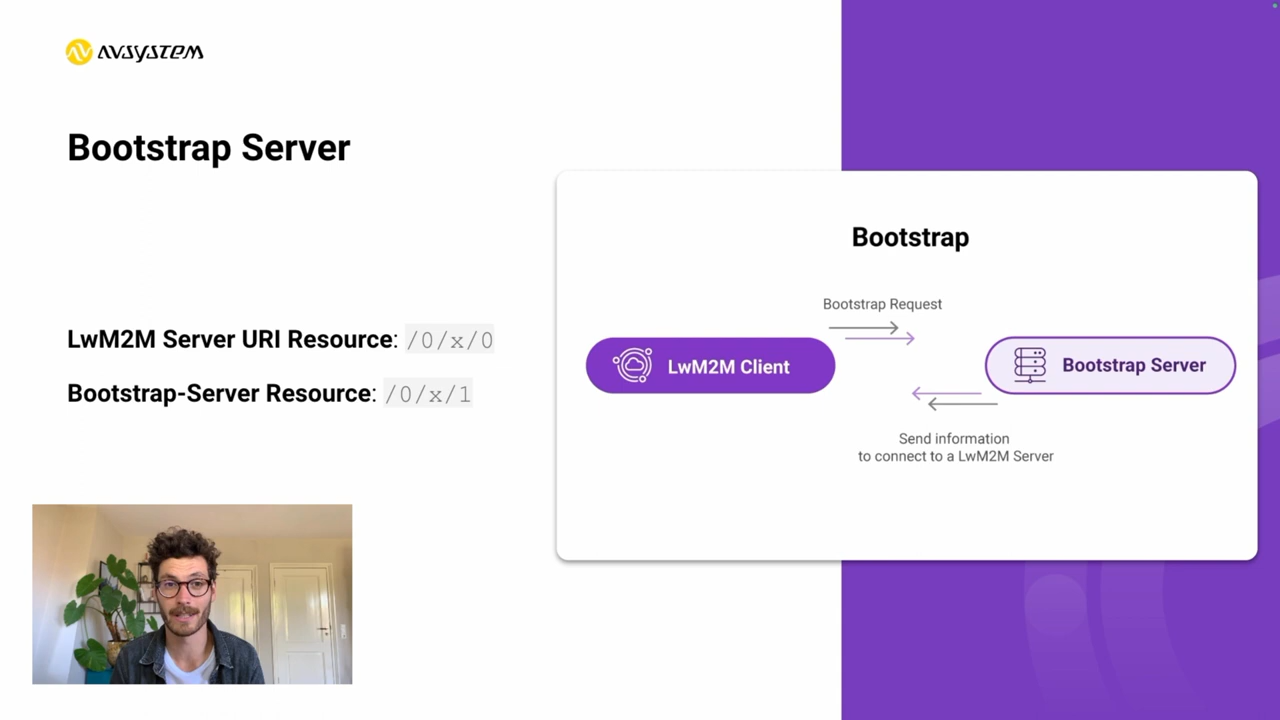 AVSYSTEM
Bootstrap Server
LwM2M Server URI Resource: /0/x/0
Bootstrap-Server Resource: /0/x/1
Bootstrap
Bootstrap Request
LwM2M Client
Bootstrap Server
Send information
to connect to a LwM2M Server